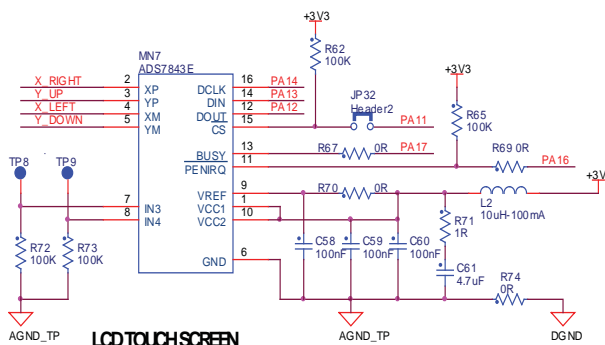 +3V3
R62
100K
MN7
ADS7843E
+3V3
X_RIGHT 2 XP DCLK 16 PA14
Y_UP 3 YP DIN 14 PA13
X_LEFT 4 XM DOUT 12 PA12
Y_DOWN 5 YM CS 15
JP32
Header2
PA11
R65
100K
TP8 TP9
BUSY 13 R67 0R PA17
PENIRQ 11 R69 0R PA16
VREF 9 R70 0R
+3V
L2
10uH-100mA
7 IN3 VCC1 1
8 IN4 VCC2 10
R71
1R
R72
100K
R73
100K
C58
100nF
C59
100nF
C60
100nF
GND 6
C61
4.7uF
R74
0R
AGND_TP LCD TOUCH SCREEN AGND_TP DGND